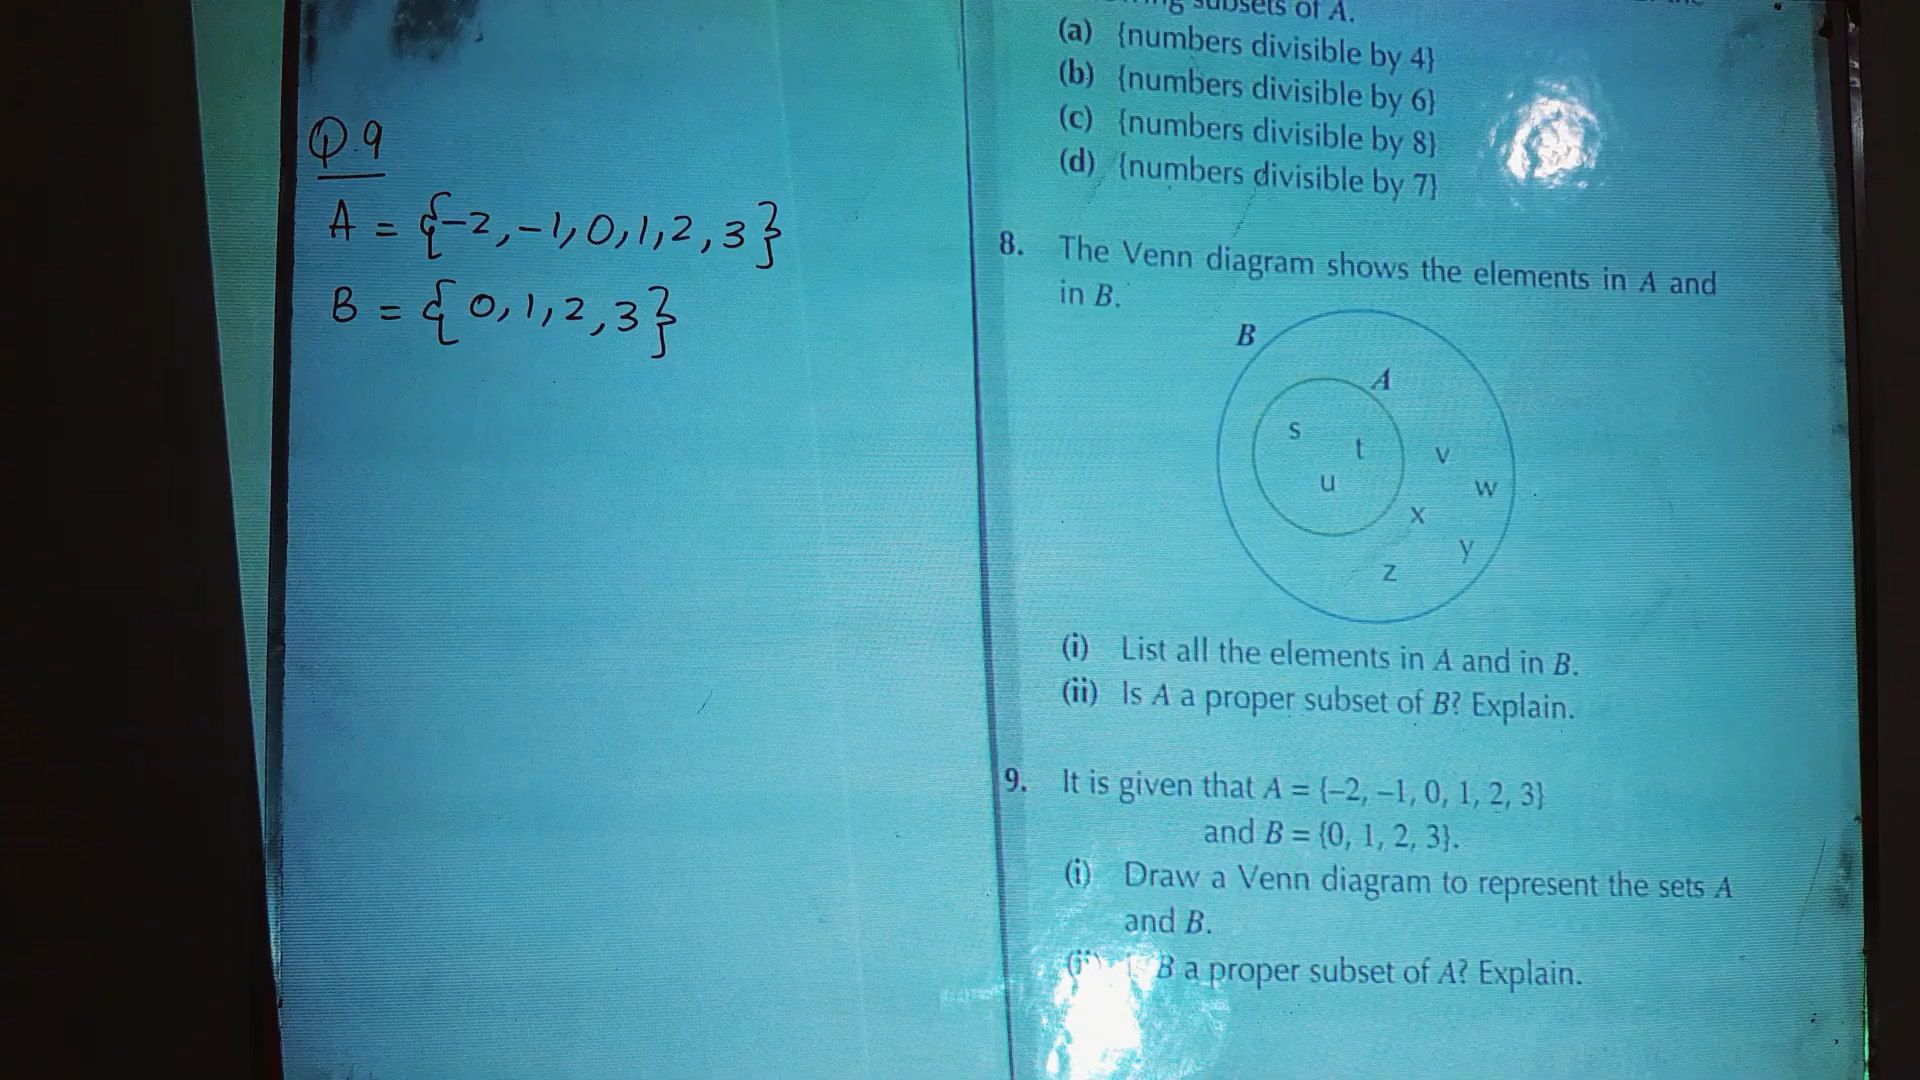 Q.9
A = {-2, -1, 0, 1, 2, 3}
B = {0, 1, 2, 3}
subsets of A.
(a) {numbers divisible by 4}
(b) {numbers divisible by 6}
(c) {numbers divisible by 8}
(d) {numbers divisible by 7}
8. The Venn diagram shows the elements in A and
in B.
B
A
s
t
v
u
w
x
y
z
(i) List all the elements in A and in B.
(ii) Is A a proper subset of B? Explain.
9. It is given that A = {–2, –1, 0, 1, 2, 3}
and B = {0, 1, 2, 3}.
(i) Draw a Venn diagram to represent the sets A
and B.
B a proper subset of A? Explain.